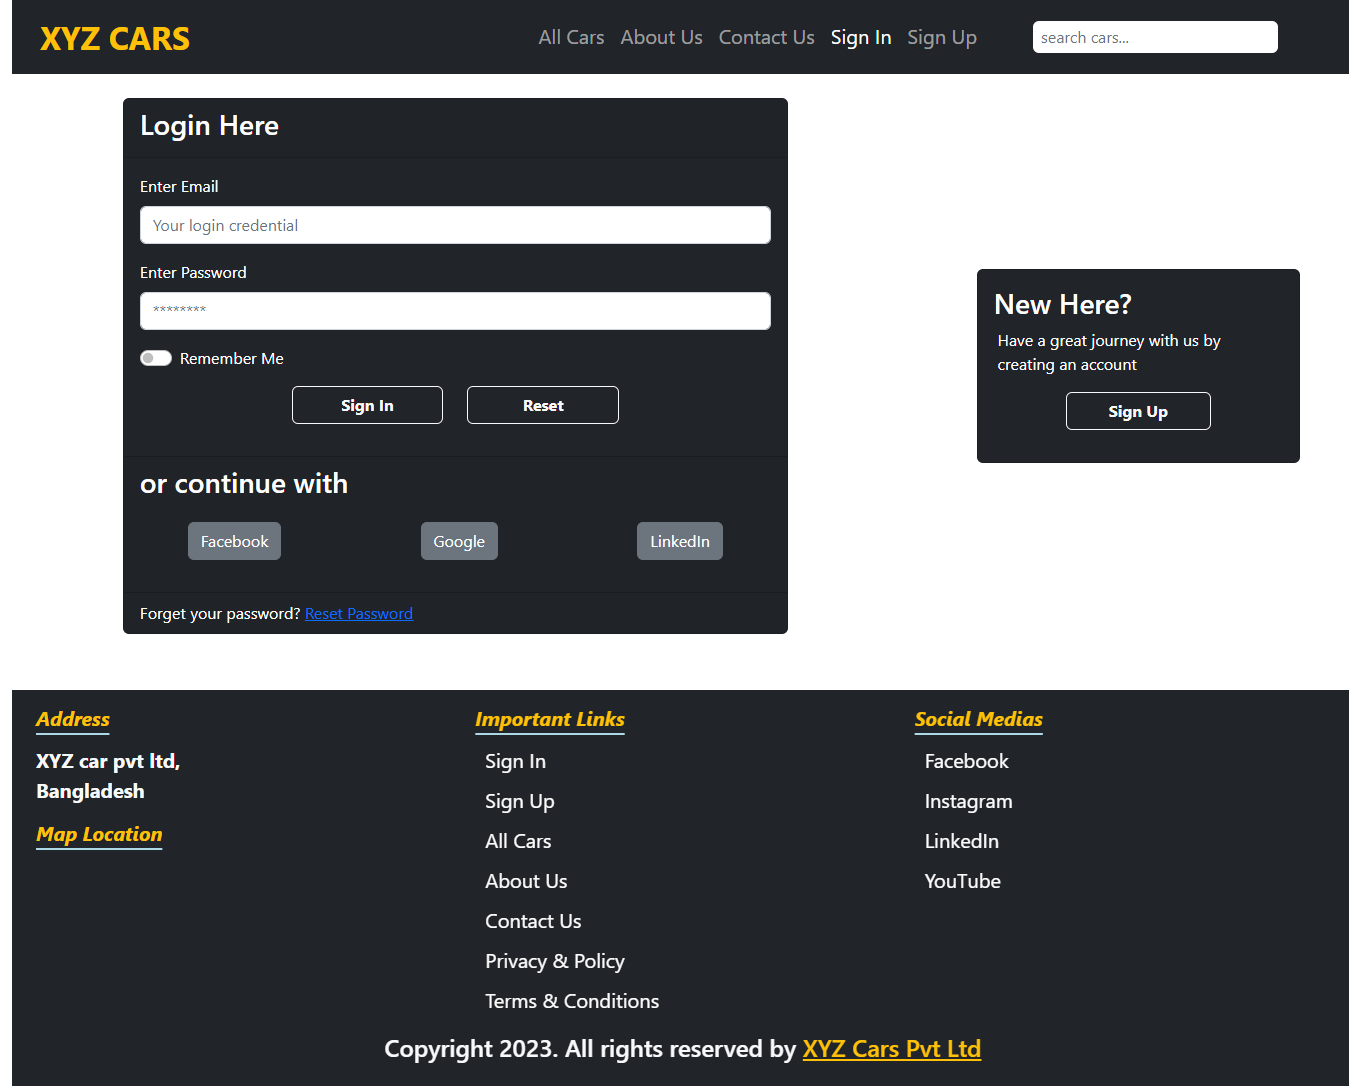 XYZ CARS
All Cars About Us Contact Us Sign In Sign Up search cars...
Login Here
Enter Email
Your login credential
Enter Password
********
Remember Me
Sign In Reset
or continue with
Facebook Google LinkedIn
Forget your password? Reset Password
New Here?
Have a great journey with us by
creating an account
Sign Up
Address
XYZ car pvt ltd,
Bangladesh
Map Location
Important Links
Sign In
Sign Up
All Cars
About Us
Contact Us
Privacy & Policy
Terms & Conditions
Social Medias
Facebook
Instagram
LinkedIn
YouTube
Copyright 2023. All rights reserved by XYZ Cars Pvt Ltd